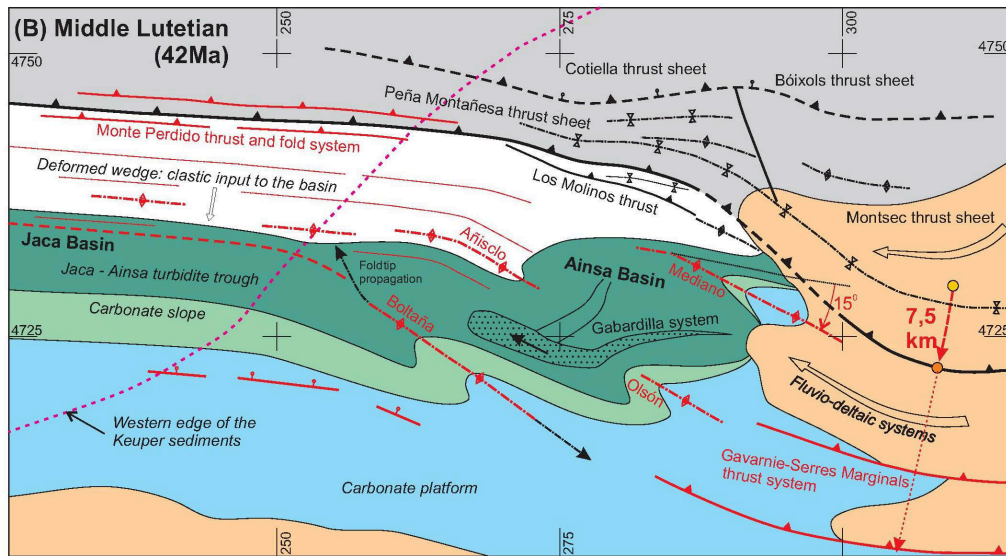 (B) Middle Lutetian
(42Ma)
250
275
300
4750
4750
Cotiella thrust sheet
Bóixols thrust sheet
Peña Montañesa thrust sheet
Monte Perdido thrust and fold system
Deformed wedge: clastic input to the basin
Los Molinos thrust
Montsec thrust sheet
Añisclo
Jaca Basin
Ainsa Basin
Mediano
Foldtip
propagation
Jaca - Ainsa turbidite trough
15°
Boltaña
Gabardilla system
Carbonate slope
4725
4725
7,5
km
Olsón
Fluvio-deltaic systems
Western edge of the
Keuper sediments
Gavarnie-Serres Marginals
thrust system
Carbonate platform
250
275
300